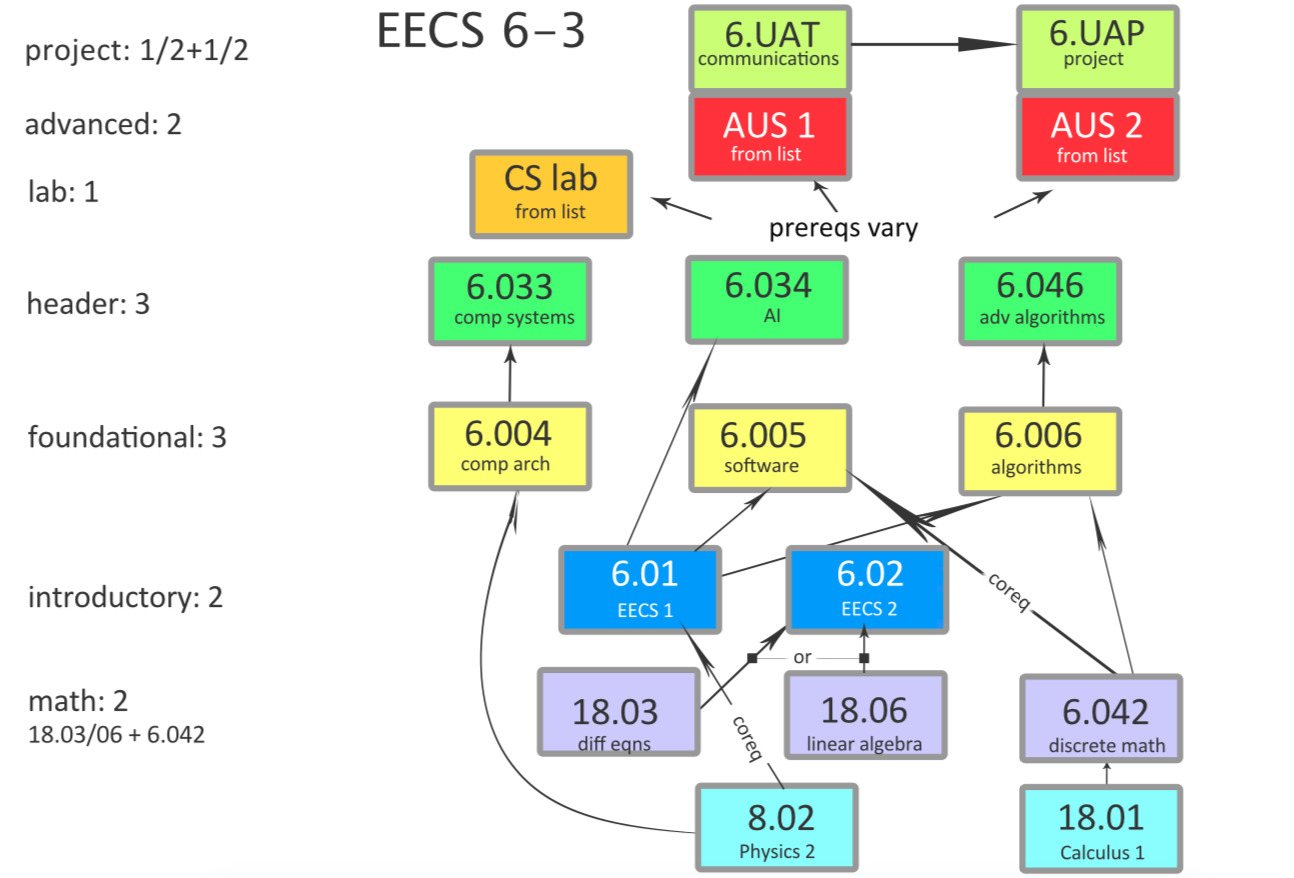 EECS 6-3
project: 1/2+1/2
6.UAT
communications
6.UAP
project
advanced: 2
AUS 1
from list
AUS 2
from list
lab: 1
CS lab
from list
prereqs vary
header: 3
6.033
comp systems
6.034
AI
6.046
adv algorithms
foundational: 3
6.004
comp arch
6.005
software
6.006
algorithms
introductory: 2
6.01
EECS 1
6.02
EECS 2
coreq
or
math: 2
18.03/06 + 6.042
18.03
diff eqns
18.06
linear algebra
6.042
discrete math
coreq
8.02
Physics 2
18.01
Calculus 1